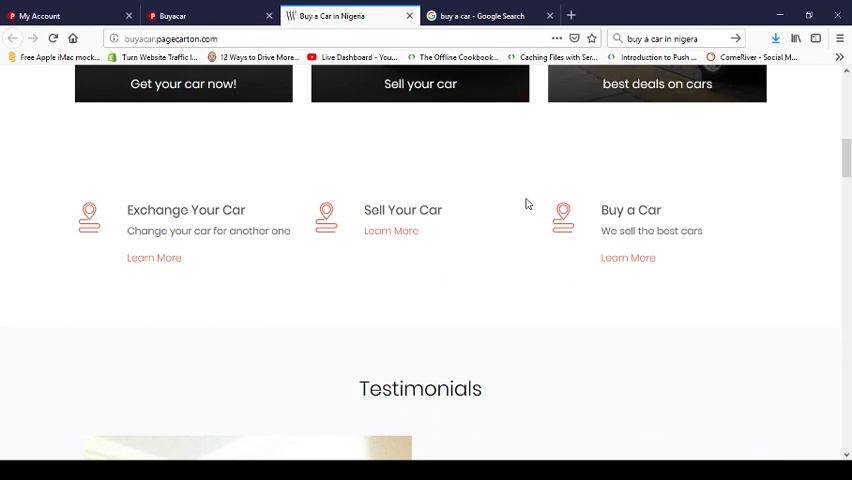 My Account
Buyacar
Buy a Car in Nigeria
buy a car - Google Search
buyacar.pagecarton.com
buy a car in nigera
Free Apple iMac mock...
Turn Website Traffic I...
12 Ways to Drive More...
Live Dashboard - You...
The Offline Cookbook...
Caching Files with Ser...
Introduction to Push ...
ComeRiver - Social M...
Get your car now!
Sell your car
best deals on cars
Exchange Your Car
Change your car for another one
Learn More
Sell Your Car
Learn More
Buy a Car
We sell the best cars
Learn More
Testimonials